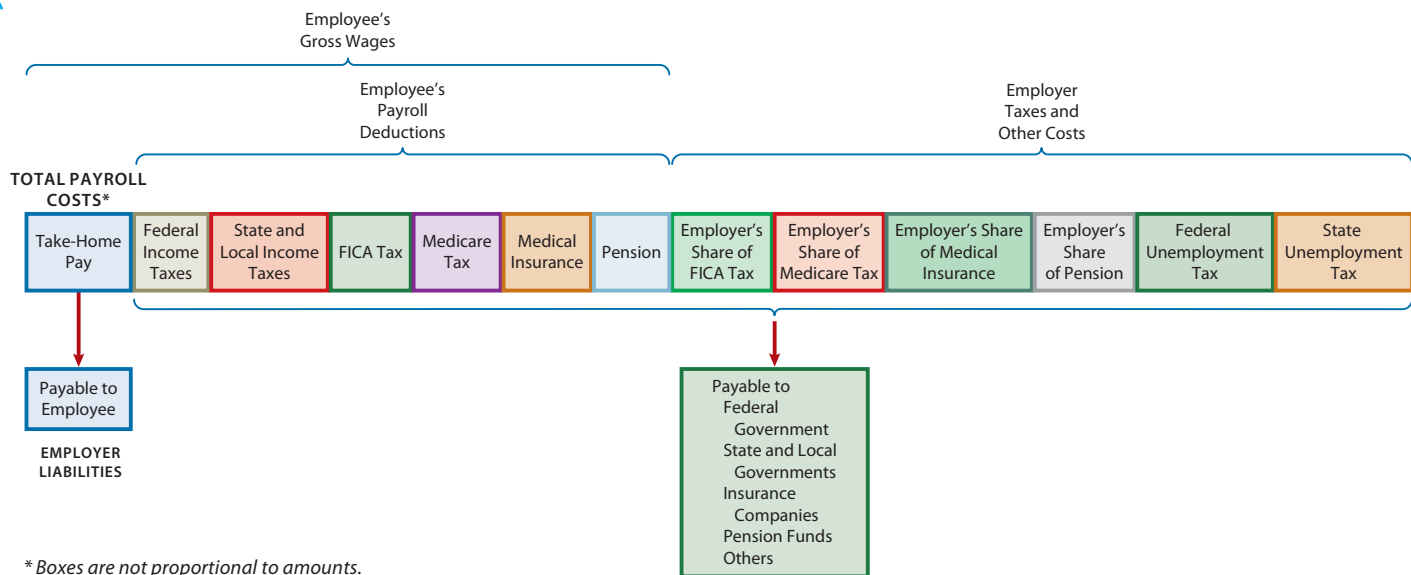 Employee’s
Gross Wages
Employee’s
Payroll
Deductions
Employer
Taxes and
Other Costs
TOTAL PAYROLL
COSTS*
Take-Home
Pay
Federal
Income
Taxes
State and
Local Income
Taxes
FICA Tax
Medicare
Tax
Medical
Insurance
Pension
Employer’s
Share of
FICA Tax
Employer’s
Share of
Medicare Tax
Employer’s Share
of Medical
Insurance
Employer’s
Share
of Pension
Federal
Unemployment
Tax
State
Unemployment
Tax
Payable to
Employee
EMPLOYER
LIABILITIES
Payable to
Federal
Government
State and Local
Governments
Insurance
Companies
Pension Funds
Others
* Boxes are not proportional to amounts.